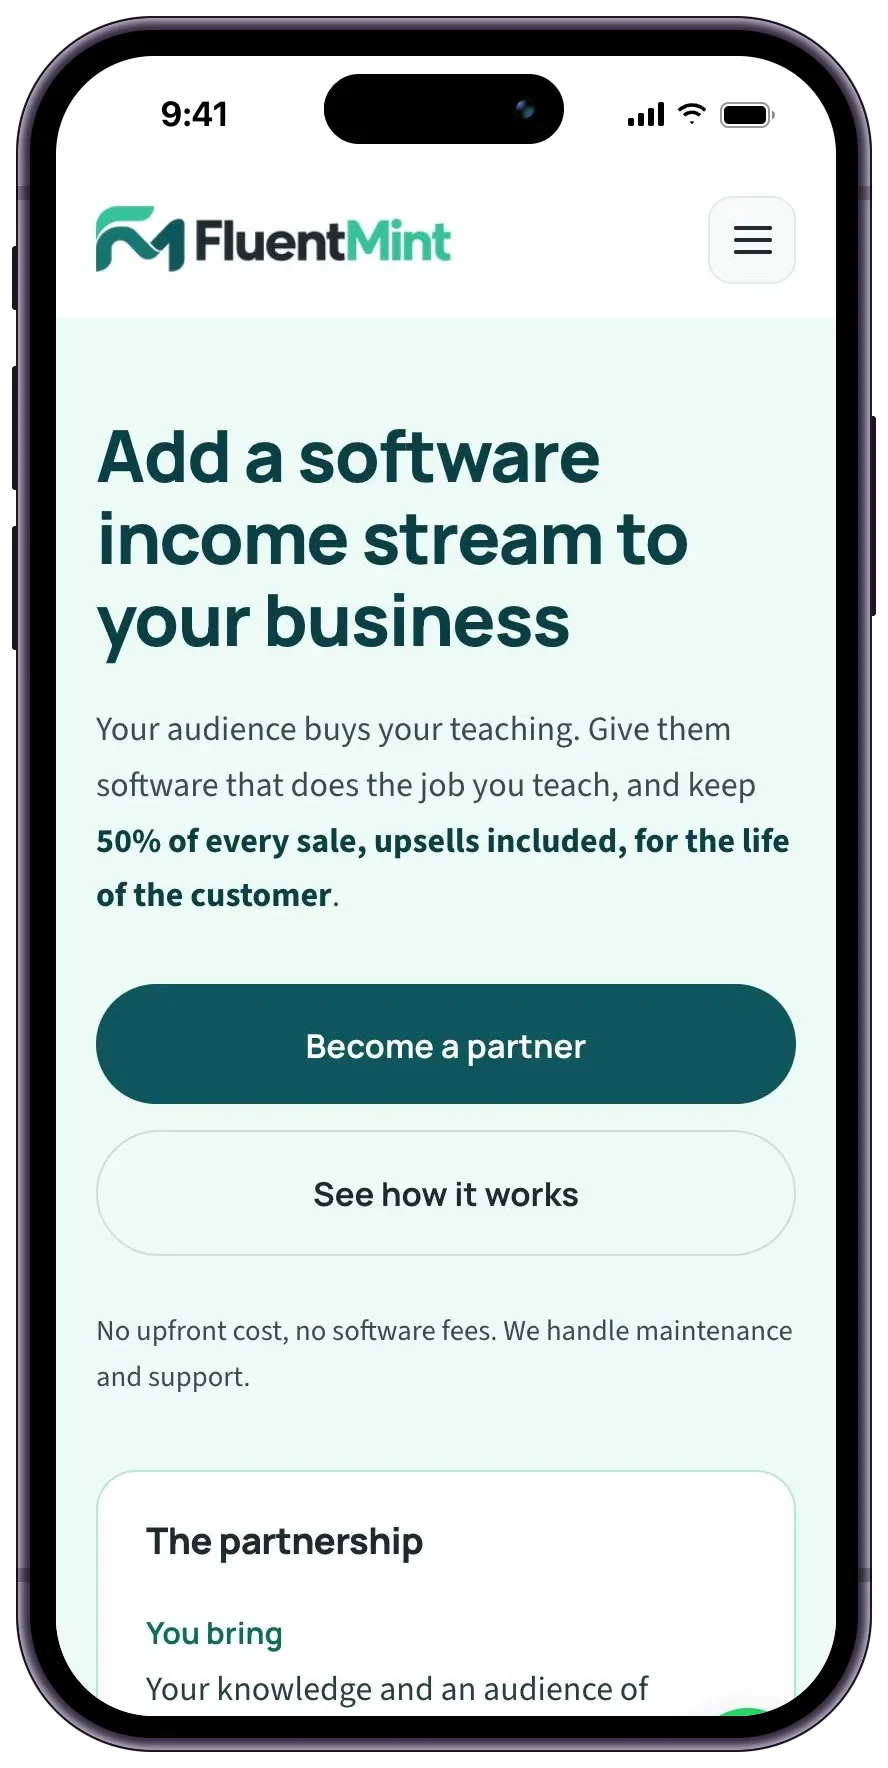 9:41
FluentMint
Add a software
income stream to
your business
Your audience buys your teaching. Give them
software that does the job you teach, and keep
50% of every sale, upsells included, for the life
of the customer.
Become a partner
See how it works
No upfront cost, no software fees. We handle maintenance
and support.
The partnership
You bring
Your knowledge and an audience of